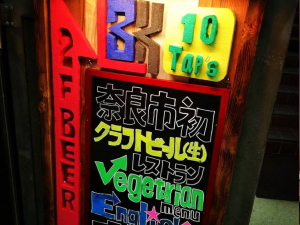 2F BEER
BK
10
Taps
奈良市初
クラフトビール(生)
レストラン
Vegetarian
menu
English